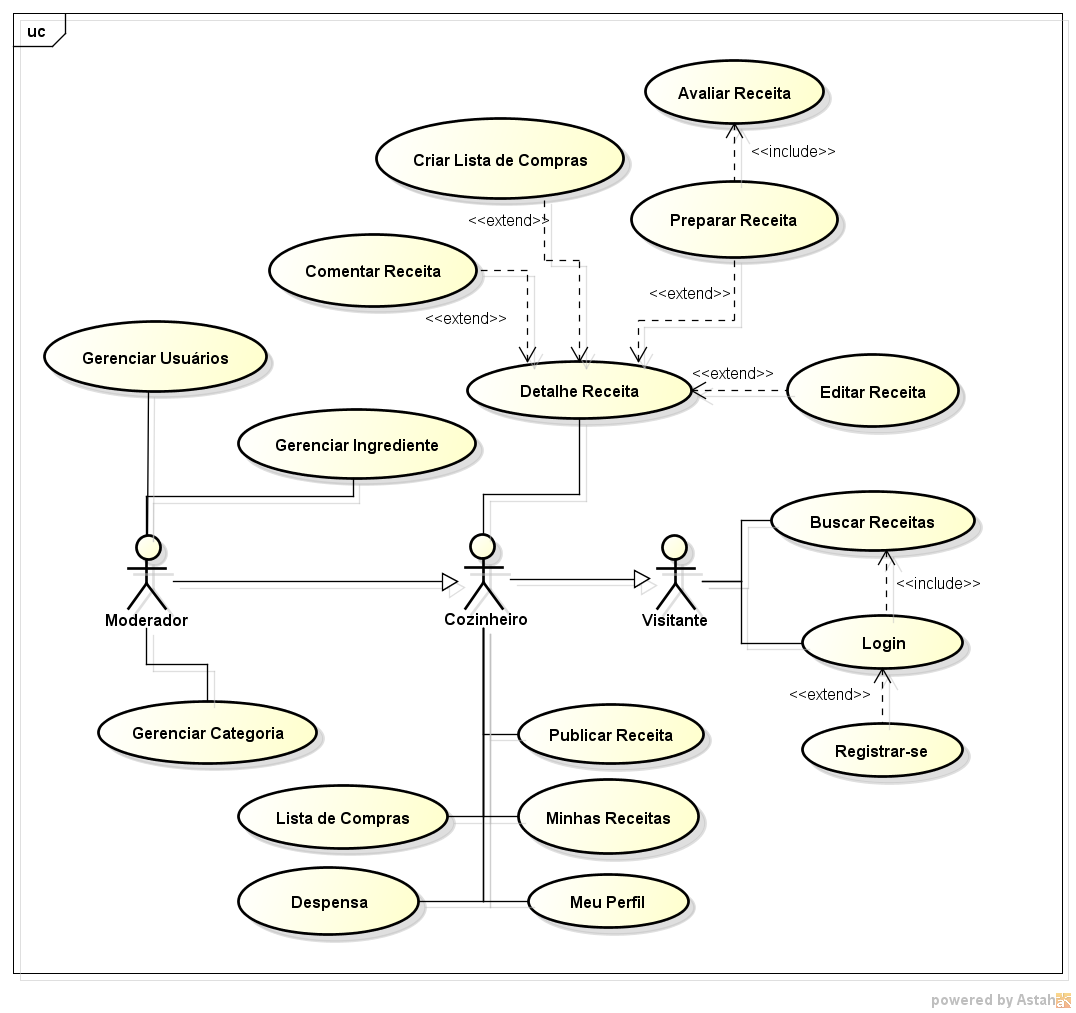 uc
Avaliar Receita
<<include>>
Criar Lista de Compras
<<extend>>
Preparar Receita
Comentar Receita
<<extend>>
<<extend>>
Gerenciar Usuários
Detalhe Receita
<<extend>>
Editar Receita
Gerenciar Ingrediente
Buscar Receitas
<<include>>
Moderador
Cozinheiro
Visitante
Login
<<extend>>
Registrar-se
Gerenciar Categoria
Publicar Receita
Lista de Compras
Minhas Receitas
Despensa
Meu Perfil
powered by Astah